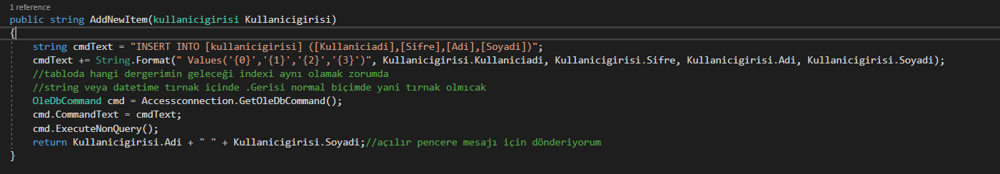 1 reference
public string AddNewItem(kullanicigirisi Kullanicigirisi)
{
string cmdText = "INSERT INTO [kullanicigirisi] ([Kullaniciadi],[Sifre],[Adi],[Soyadi])";
cmdText += String.Format(" Values('{0}','{1}','{2}','{3}')", Kullanicigirisi.Kullaniciadi, Kullanicigirisi.Sifre, Kullanicigirisi.Adi, Kullanicigirisi.Soyadi);
//tabloda hangi dergerimin geleceği indexi aynı olamak zorumda
//string veya datetime tırnak içinde .Gerisi normal biçimde yani tırnak olmıcak
OleDbCommand cmd = Accessconnection.GetOleDbCommand();
cmd.CommandText = cmdText;
cmd.ExecuteNonQuery();
return Kullanicigirisi.Adi + " " + Kullanicigirisi.Soyadi;//açılır pencere mesajı için dönderiyorum
}